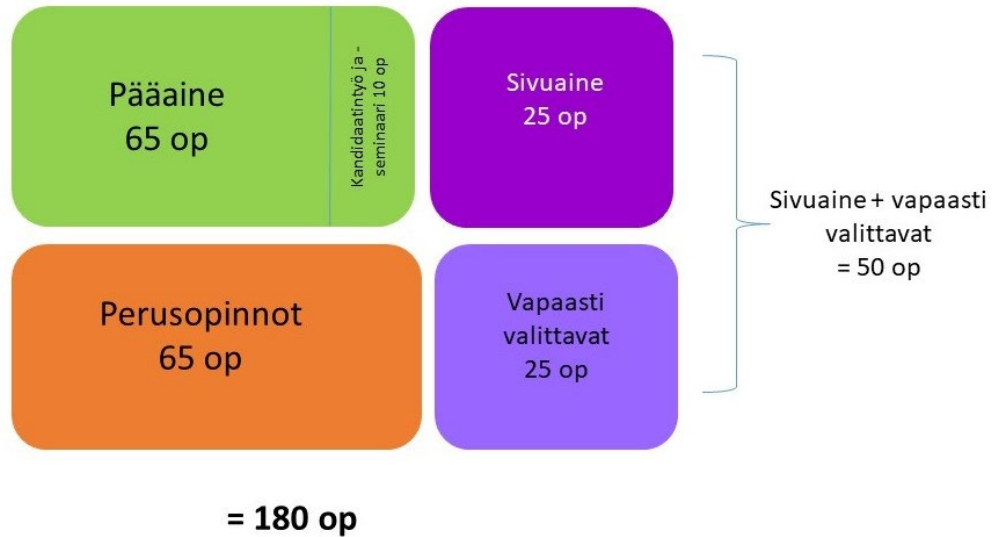 Pääaine
65 op
Kandidaatintyö ja -
seminaari 10 op
Sivuaine
25 op
Perusopinnot
65 op
Vapaasti
valittavat
25 op
Sivuaine + vapaasti
valittavat
= 50 op
= 180 op